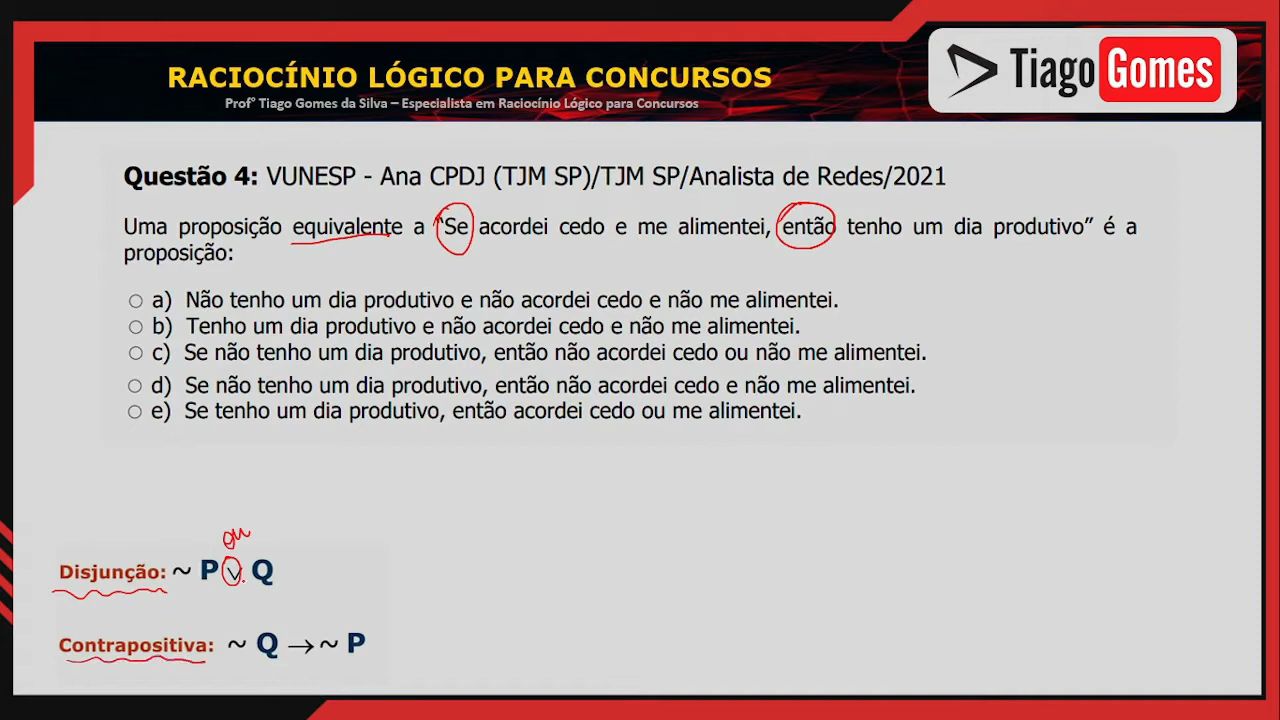 RACIOCÍNIO LÓGICO PARA CONCURSOS
Profº Tiago Gomes da Silva – Especialista em Raciocínio Lógico para Concursos
Tiago Gomes
Questão 4: VUNESP - Ana CPDJ (TJM SP)/TJM SP/Analista de Redes/2021
Uma proposição equivalente a “Se acordei cedo e me alimentei, então tenho um dia produtivo” é a
proposição:
a) Não tenho um dia produtivo e não acordei cedo e não me alimentei.
b) Tenho um dia produtivo e não acordei cedo e não me alimentei.
c) Se não tenho um dia produtivo, então não acordei cedo ou não me alimentei.
d) Se não tenho um dia produtivo, então não acordei cedo e não me alimentei.
e) Se tenho um dia produtivo, então acordei cedo ou me alimentei.
ou
Disjunção: ~ P ∨ Q
Contrapositiva: ~ Q → ~ P